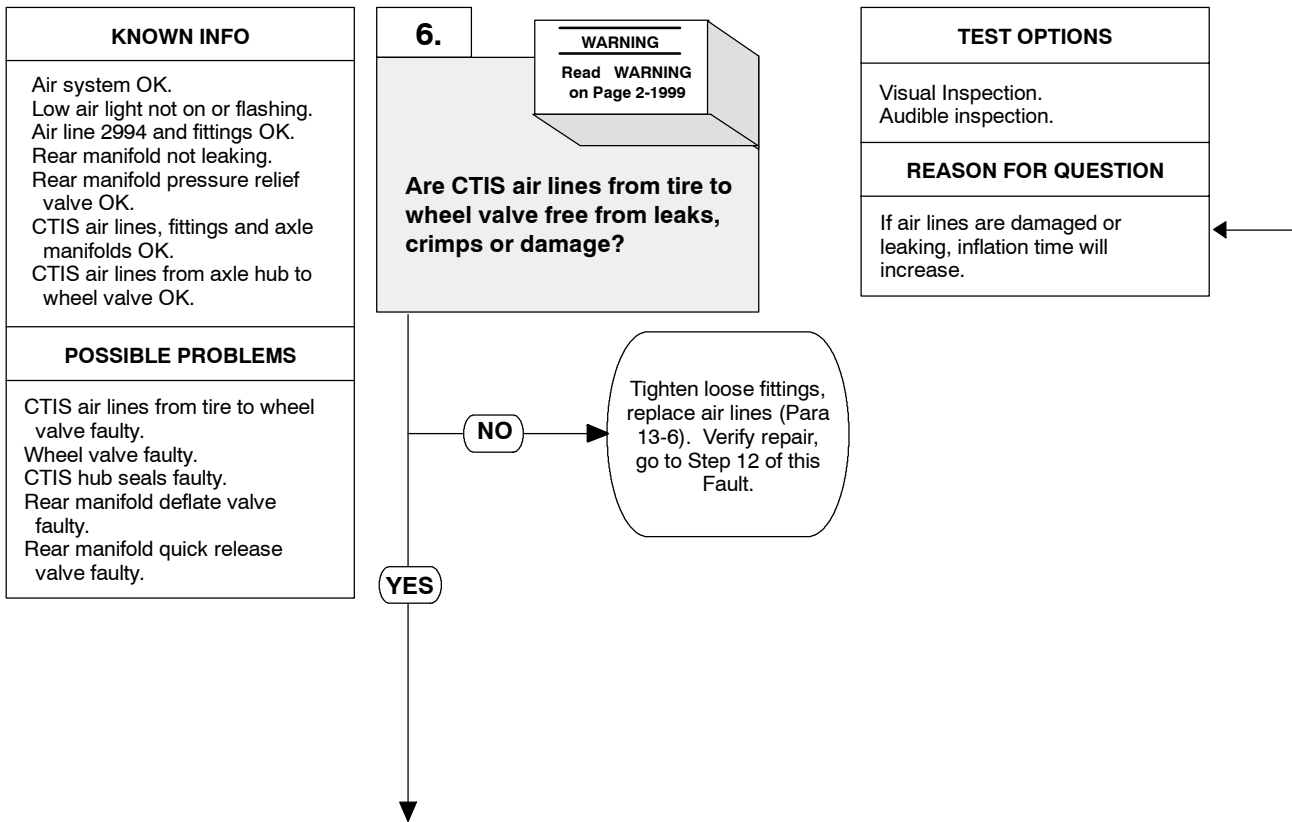 KNOWN INFO
Air system OK.
Low air light not on or flashing.
Air line 2994 and fittings OK.
Rear manifold not leaking.
Rear manifold pressure relief
valve OK.
CTIS air lines, fittings and axle
manifolds OK.
CTIS air lines from axle hub to
wheel valve OK.
POSSIBLE PROBLEMS
CTIS air lines from tire to wheel
valve faulty.
Wheel valve faulty.
CTIS hub seals faulty.
Rear manifold deflate valve
faulty.
Rear manifold quick release
valve faulty.
6.
WARNING
Read WARNING
on Page 2-1999
Are CTIS air lines from tire to
wheel valve free from leaks,
crimps or damage?
NO
Tighten loose fittings,
replace air lines (Para
13-6). Verify repair,
go to Step 12 of this
Fault.
YES
TEST OPTIONS
Visual Inspection.
Audible inspection.
REASON FOR QUESTION
If air lines are damaged or
leaking, inflation time will
increase.